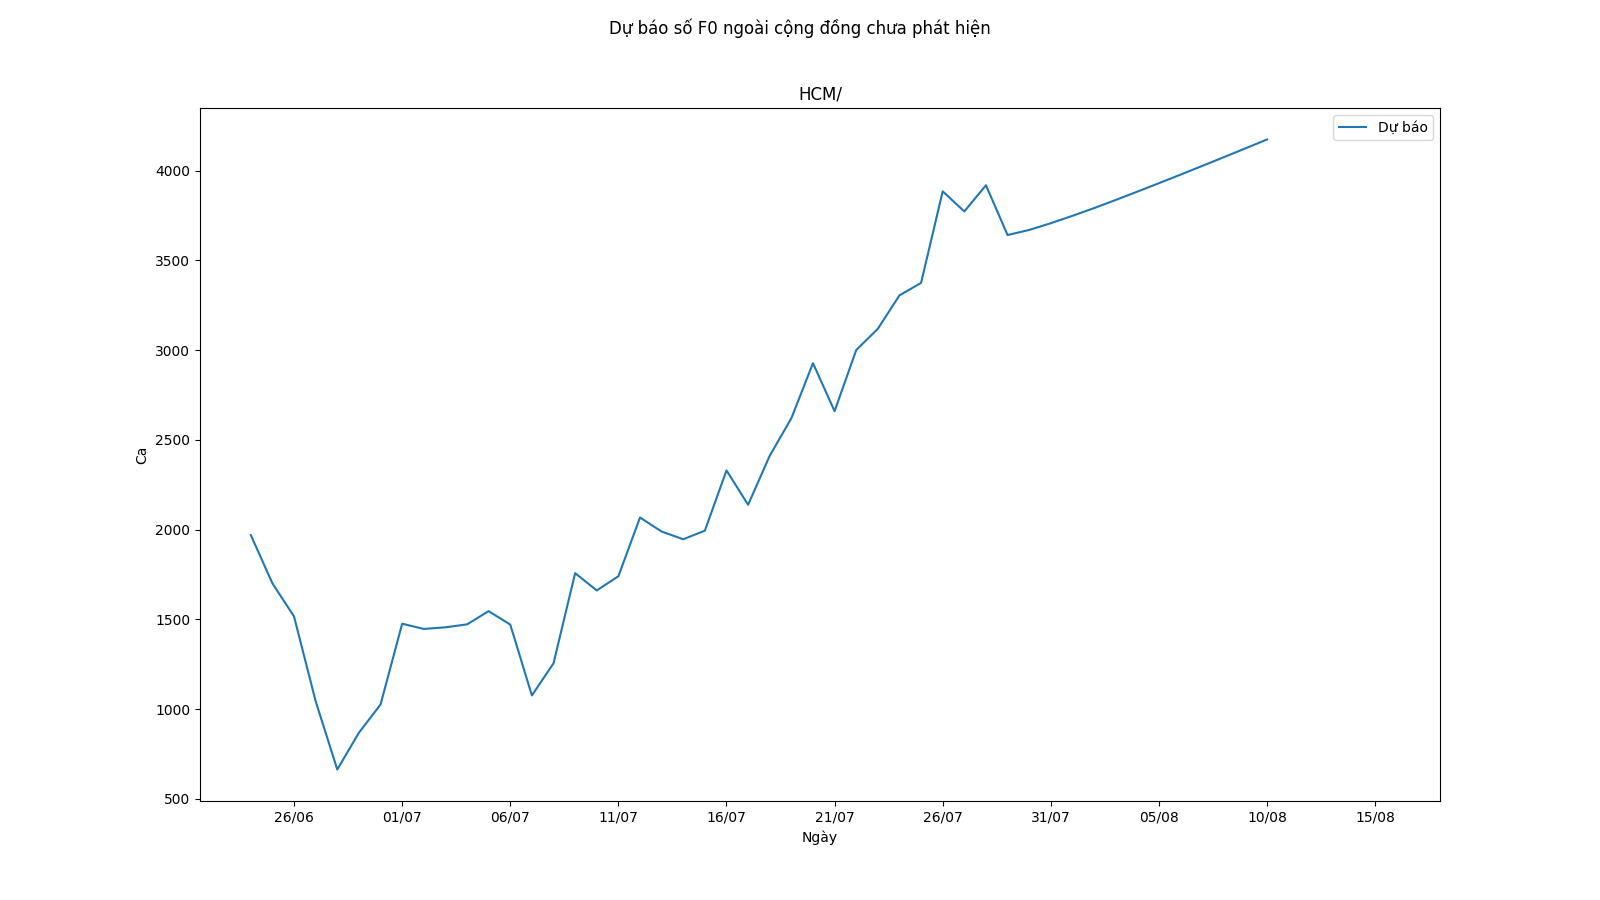 Dự báo số F0 ngoài cộng đồng chưa phát hiện
HCM/
Dự báo
4000
3500
3000
2500
2000
1500
1000
500
Ca
26/06 01/07 06/07 11/07 16/07 21/07 26/07 31/07 05/08 10/08 15/08
Ngày